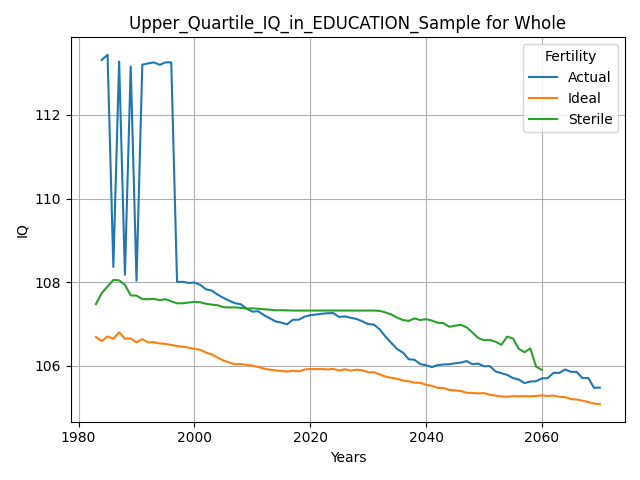 Upper_Quartile_IQ_in_EDUCATION_Sample for Whole
Fertility
Actual
Ideal
Sterile
IQ
112
110
108
106
1980
2000
2020
2040
2060
Years